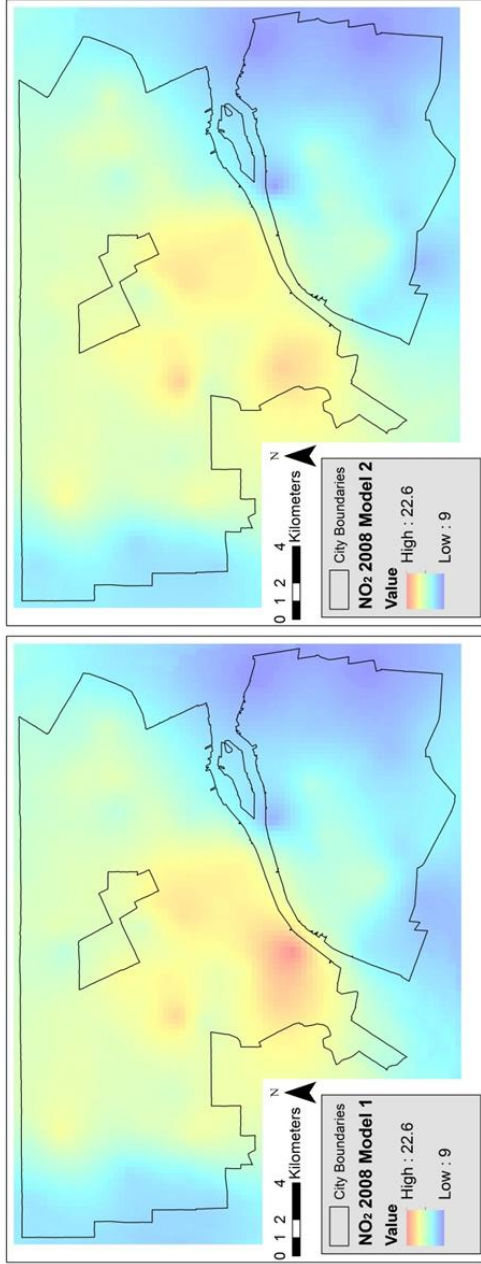 N
0 1 2 4
Kilometers
City Boundaries
NO₂ 2008 Model 1
Value
High : 22.6
Low : 9
N
0 1 2 4
Kilometers
City Boundaries
NO₂ 2008 Model 2
Value
High : 22.6
Low : 9